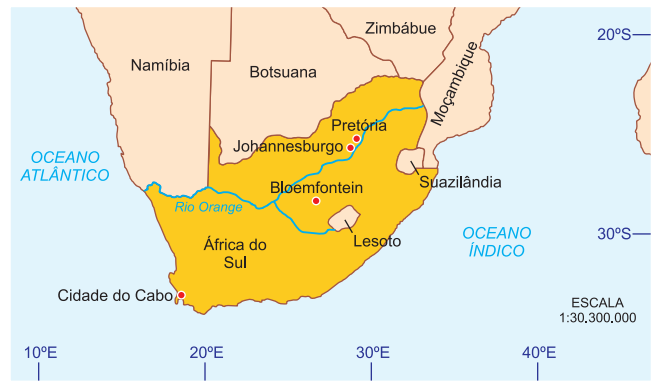 Zimbábue
20ºS
Namíbia
Botsuana
Moçambique
Pretória
Johannesburgo
OCEANO
ATLÂNTICO
Suazilândia
Bloemfontein
Rio Orange
OCEANO
ÍNDICO
30ºS
Lesoto
África do
Sul
Cidade do Cabo
ESCALA
1:30.300.000
10ºE
20ºE
30ºE
40ºE